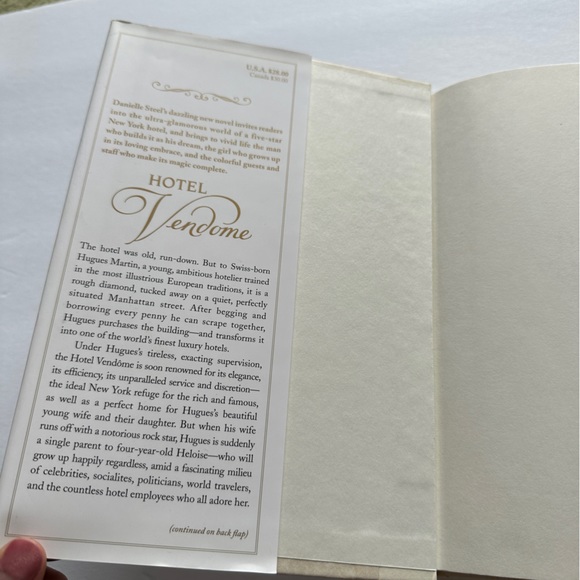 U.S.A. $28.00
Canada $30.00
Danielle Steel's dazzling new novel invites readers
into the ultra-glamorous world of a five-star
New York hotel, and brings to vivid life the man
who builds it as his dream, the girl who grows up
in its loving embrace, and the colorful guests and
staff who make its magic complete.
HOTEL
Vendome
The hotel was old, run-down. But to Swiss-born
Hugues Martin, a young, ambitious hotelier trained
in the most illustrious European traditions, it is a
rough diamond, tucked away on a quiet, perfectly
situated Manhattan street. After begging and
borrowing every penny he can scrape together,
Hugues purchases the building—and transforms it
into one of the world's finest luxury hotels.
Under Hugues's tireless, exacting supervision,
the Hotel Vendôme is soon renowned for its elegance,
its efficiency, its unparalleled service and discretion—
the ideal New York refuge for the rich and famous,
as well as a perfect home for Hugues's beautiful
young wife and their daughter. But when his wife
runs off with a notorious rock star, Hugues is suddenly
a single parent to four-year-old Heloise—who will
grow up happily regardless, amid a fascinating milieu
of celebrities, socialites, politicians, world travelers,
and the countless hotel employees who all adore her.
(continued on back flap)